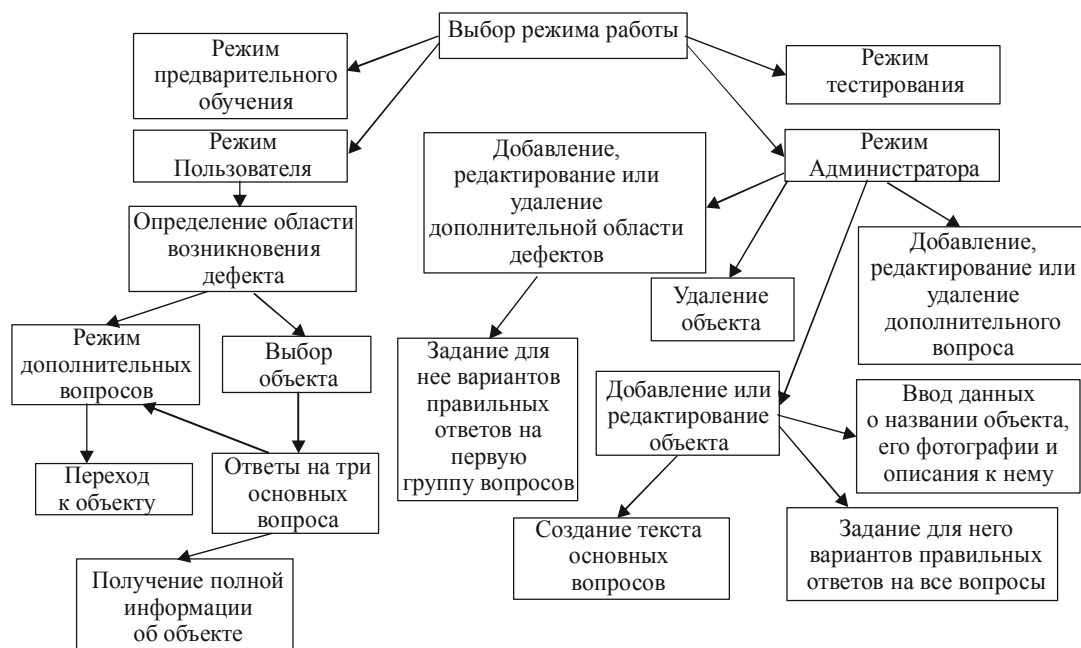 Выбор режима работы
Режим
предварительного
обучения
Режим
тестирования
Режим
Пользователя
Добавление,
редактирование или
удаление
дополнительной области
дефектов
Режим
Администратора
Определение области
возникновения
дефекта
Удаление
объекта
Добавление,
редактирование или
удаление
дополнительного
вопроса
Режим
дополнительных
вопросов
Выбор
объекта
Задание для
нее вариантов
правильных
ответов на
первую
группу вопросов
Добавление или
редактирование
объекта
Ввод данных
о названии объекта,
его фотографии и
описания к нему
Переход
к объекту
Ответы на три
основных
вопроса
Создание текста
основных
вопросов
Задание для него
вариантов правильных
ответов на все вопросы
Получение полной
информации
об объекте